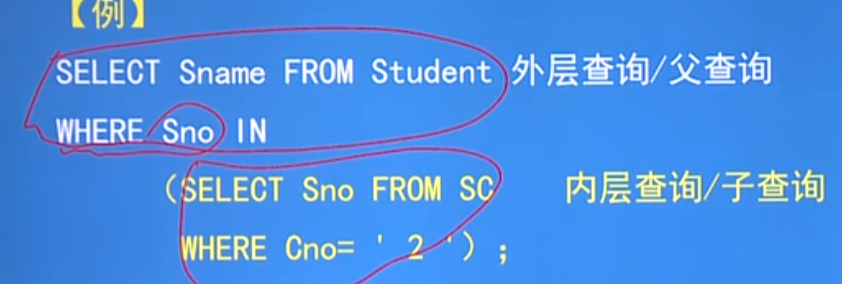 【例】
SELECT Sname FROM Student 外层查询/父查询
WHERE Sno IN
(SELECT Sno FROM SC 内层查询/子查询
WHERE Cno= ' 2 ') ;